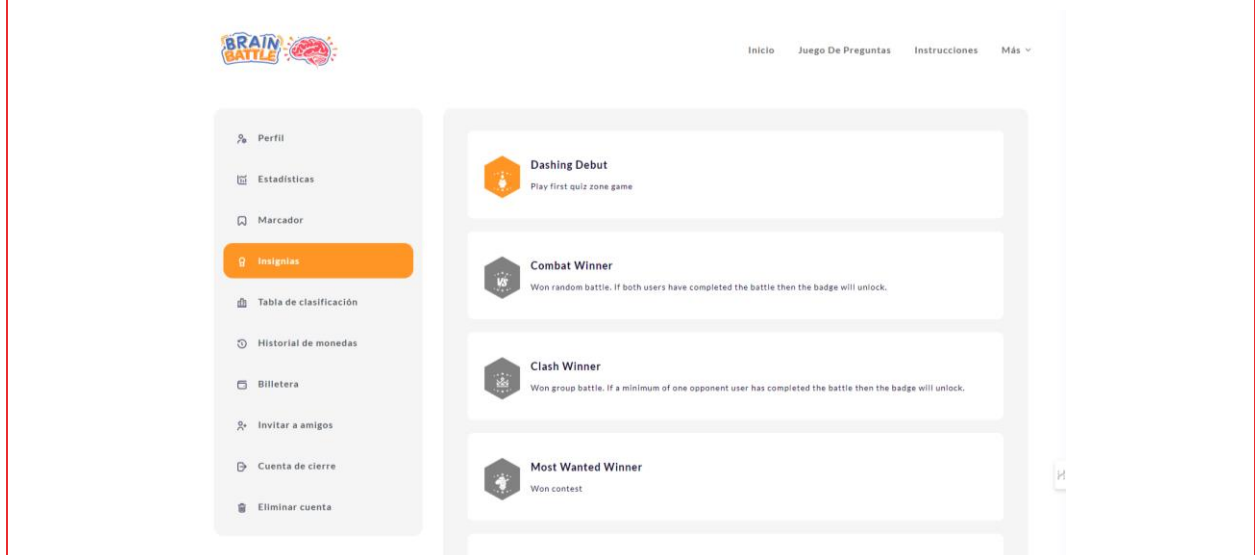 BRAIN
BATTLE
Inicio Juego De Preguntas Instrucciones Más
Perfil
Estadísticas
Marcador
Insignias
Tabla de clasificación
Historial de monedas
Billetera
Invitar a amigos
Cuenta de cierre
Eliminar cuenta
Dashing Debut
Play first quiz zone game
Combat Winner
VS
Won random battle. If both users have completed the battle then the badge will unlock.
Clash Winner
Won group battle. If a minimum of one opponent user has completed the battle then the badge will unlock.
Most Wanted Winner
Won contest